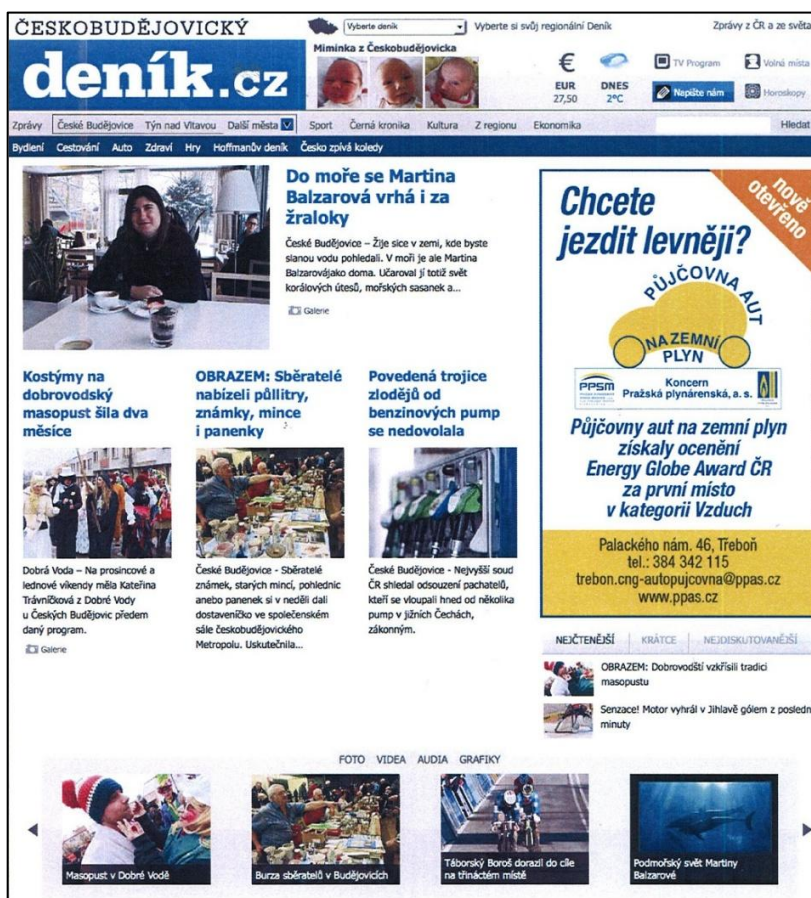 ČESKOBUDĚJOVICKÝ
deník.cz
Vyberte deník
Vyberte si svůj regionální Deník
Zprávy z ČR a ze světa
Miminka z Českobudějovicka
€
EUR
27,50
DNES
2°C
TV Program
Volná místa
Napište nám
Horoskopy
Zprávy České Budějovice Týn nad Vltavou Další města Sport Černá kronika Kultura Z regionu Ekonomika Hledat
Bydlení Cestování Auto Zdraví Hry Hoffmanův deník Česko zpívá koledy
Do moře se Martina
Balzarová vrhá i za
žraloky
České Budějovice – Žije sice v zemi, kde byste
slanou vodu pohledali. V moři je ale Martina
Balzarovájako doma. Učaroval jí totiž svět
korálových útesů, mořských sasanek a...
Galerie
Kostýmy na
dobrovodský
masopust šila dva
měsíce
Dobrá Voda – Na prosincové a
lednové víkendy měla Kateřina
Trávníčková z Dobré Vody
u Českých Budějovic předem
daný program.
Galerie
OBRAZEM: Sběratelé
nabízeli půllitry,
známky, mince
i panenky
České Budějovice - Sběratelé
známek, starých mincí, pohlednic
anebo panenek si v neděli dali
dostaveníčko ve společenském
sále českobudějovického
Metropolu. Uskutečnila...
Povedená trojice
zlodějů od
benzinových pump
se nedovolala
České Budějovice - Nejvyšší soud
ČR shledal odsouzení pachatelů,
kteří se vloupali hned od několika
pump v jižních Čechách,
zákonným.
nově
otevřeno
Chcete
jezdit levněji?
PŮJČOVNA AUT
NA ZEMNÍ
PLYN
PPSM
Koncern
Pražská plynárenská, a. s.
Půjčovny aut na zemní plyn
získaly ocenění
Energy Globe Award ČR
za první místo
v kategorii Vzduch
Palackého nám. 46, Třeboň
tel.: 384 342 115
trebon.cng-autopujcovna@ppas.cz
www.ppas.cz
NEJČTENĚJŠÍ KRÁTCE NEJDISKUTOVANĚJŠÍ
OBRAZEM: Dobrovodští vzkřísili tradici
masopustu
Senzace! Motor vyhrál v Jihlavě gólem z posledn
minuty
FOTO VIDEA AUDIA GRAFIKY
Masopust v Dobré Vodě
Burza sběratelů v Budějovicích
Táborský Boroš dorazil do cíle
na třináctém místě
Podmořský svět Martiny
Balzarové